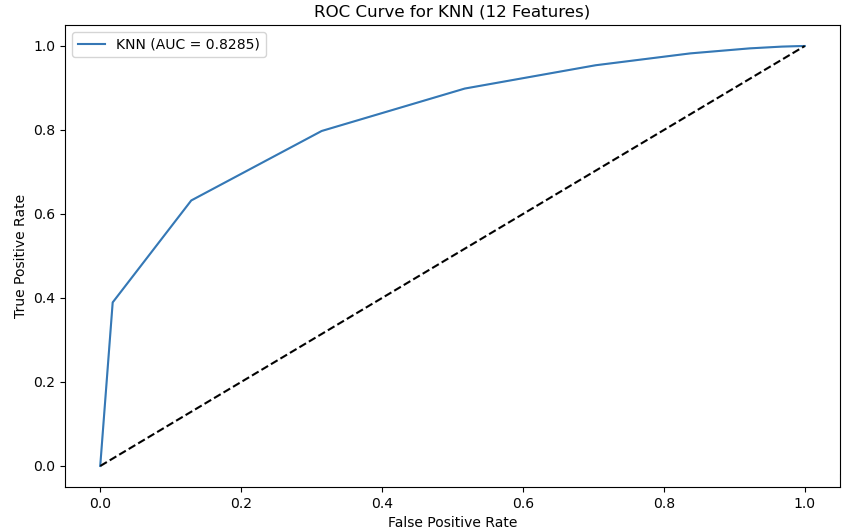 ROC Curve for KNN (12 Features)
KNN (AUC = 0.8285)
1.0
0.8
0.6
0.4
0.2
0.0
True Positive Rate
0.0 0.2 0.4 0.6 0.8 1.0
False Positive Rate